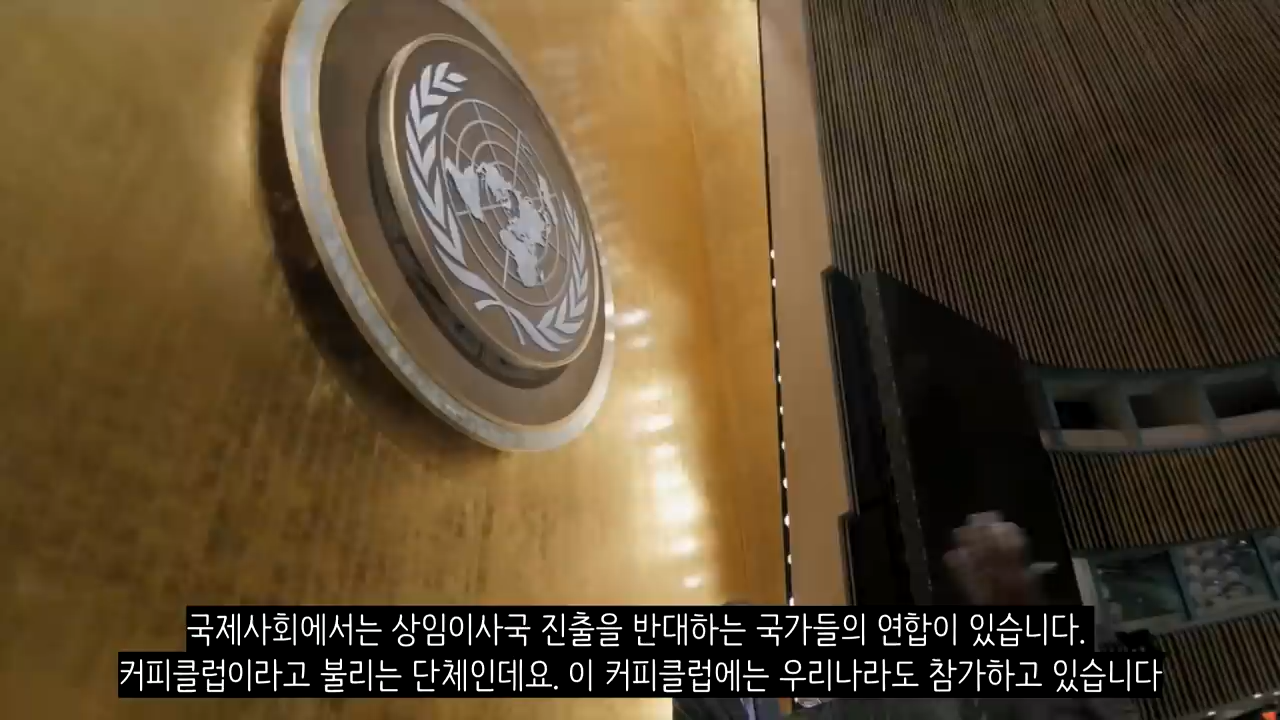 국제사회에서는 상임이사국 진출을 반대하는 국가들의 연합이 있습니다.
커피클럽이라고 불리는 단체인데요. 이 커피클럽에는 우리나라도 참가하고 있습니다